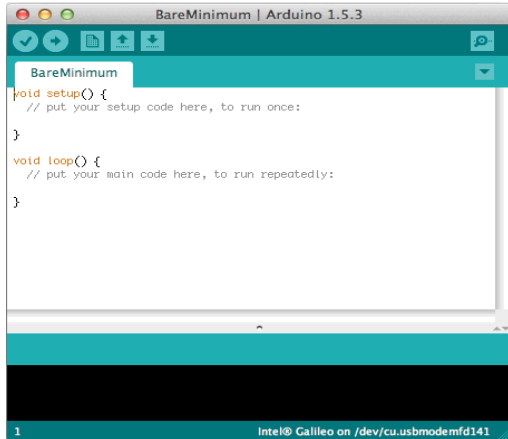 BareMinimum | Arduino 1.5.3
BareMinimum
void setup() {
  // put your setup code here, to run once:
}
void loop() {
  // put your main code here, to run repeatedly:
}
1
Intel® Galileo on /dev/cu.usbmodemfd141